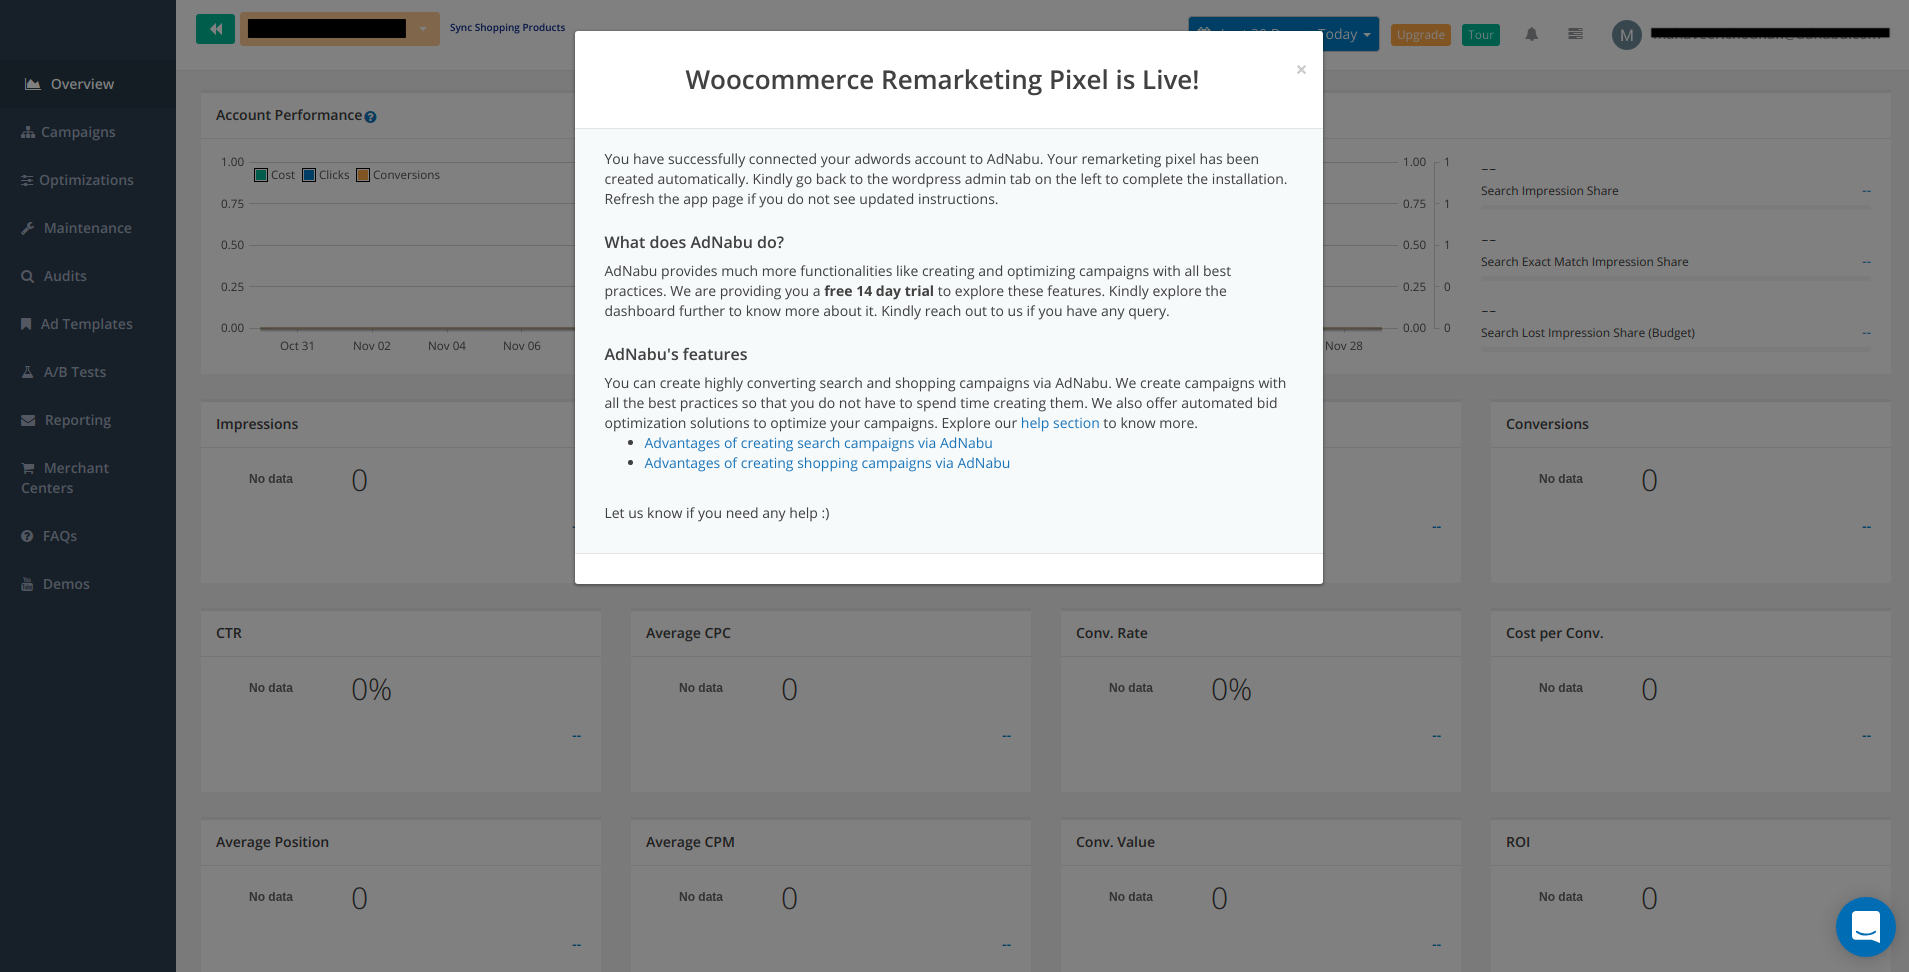 Sync Shopping Products
Today
Upgrade
Tour
M
Overview
Campaigns
Optimizations
Maintenance
Audits
Ad Templates
A/B Tests
Reporting
Merchant
Centers
FAQs
Demos
Woocommerce Remarketing Pixel is Live!
×
You have successfully connected your adwords account to AdNabu. Your remarketing pixel has been
created automatically. Kindly go back to the wordpress admin tab on the left to complete the installation.
Refresh the app page if you do not see updated instructions.
What does AdNabu do?
AdNabu provides much more functionalities like creating and optimizing campaigns with all best
practices. We are providing you a free 14 day trial to explore these features. Kindly explore the
dashboard further to know more about it. Kindly reach out to us if you have any query.
AdNabu's features
You can create highly converting search and shopping campaigns via AdNabu. We create campaigns with
all the best practices so that you do not have to spend time creating them. We also offer automated bid
optimization solutions to optimize your campaigns. Explore our help section to know more.
• Advantages of creating search campaigns via AdNabu
• Advantages of creating shopping campaigns via AdNabu
Let us know if you need any help :)
Account Performance ?
Cost Clicks Conversions
1.00
0.75
0.50
0.25
0.00
Oct 31 Nov 02 Nov 04 Nov 06 Nov 28
1.00 1
0.75 1
0.50 1
0.25 0
0.00 0
--
Search Impression Share --
--
Search Exact Match Impression Share --
--
Search Lost Impression Share (Budget) --
Impressions
No data 0
--
Conversions
No data 0
--
CTR
No data 0%
--
Average CPC
No data 0
--
Conv. Rate
No data 0%
--
Cost per Conv.
No data 0
--
Average Position
No data 0
--
Average CPM
No data 0
--
Conv. Value
No data 0
--
ROI
No data 0